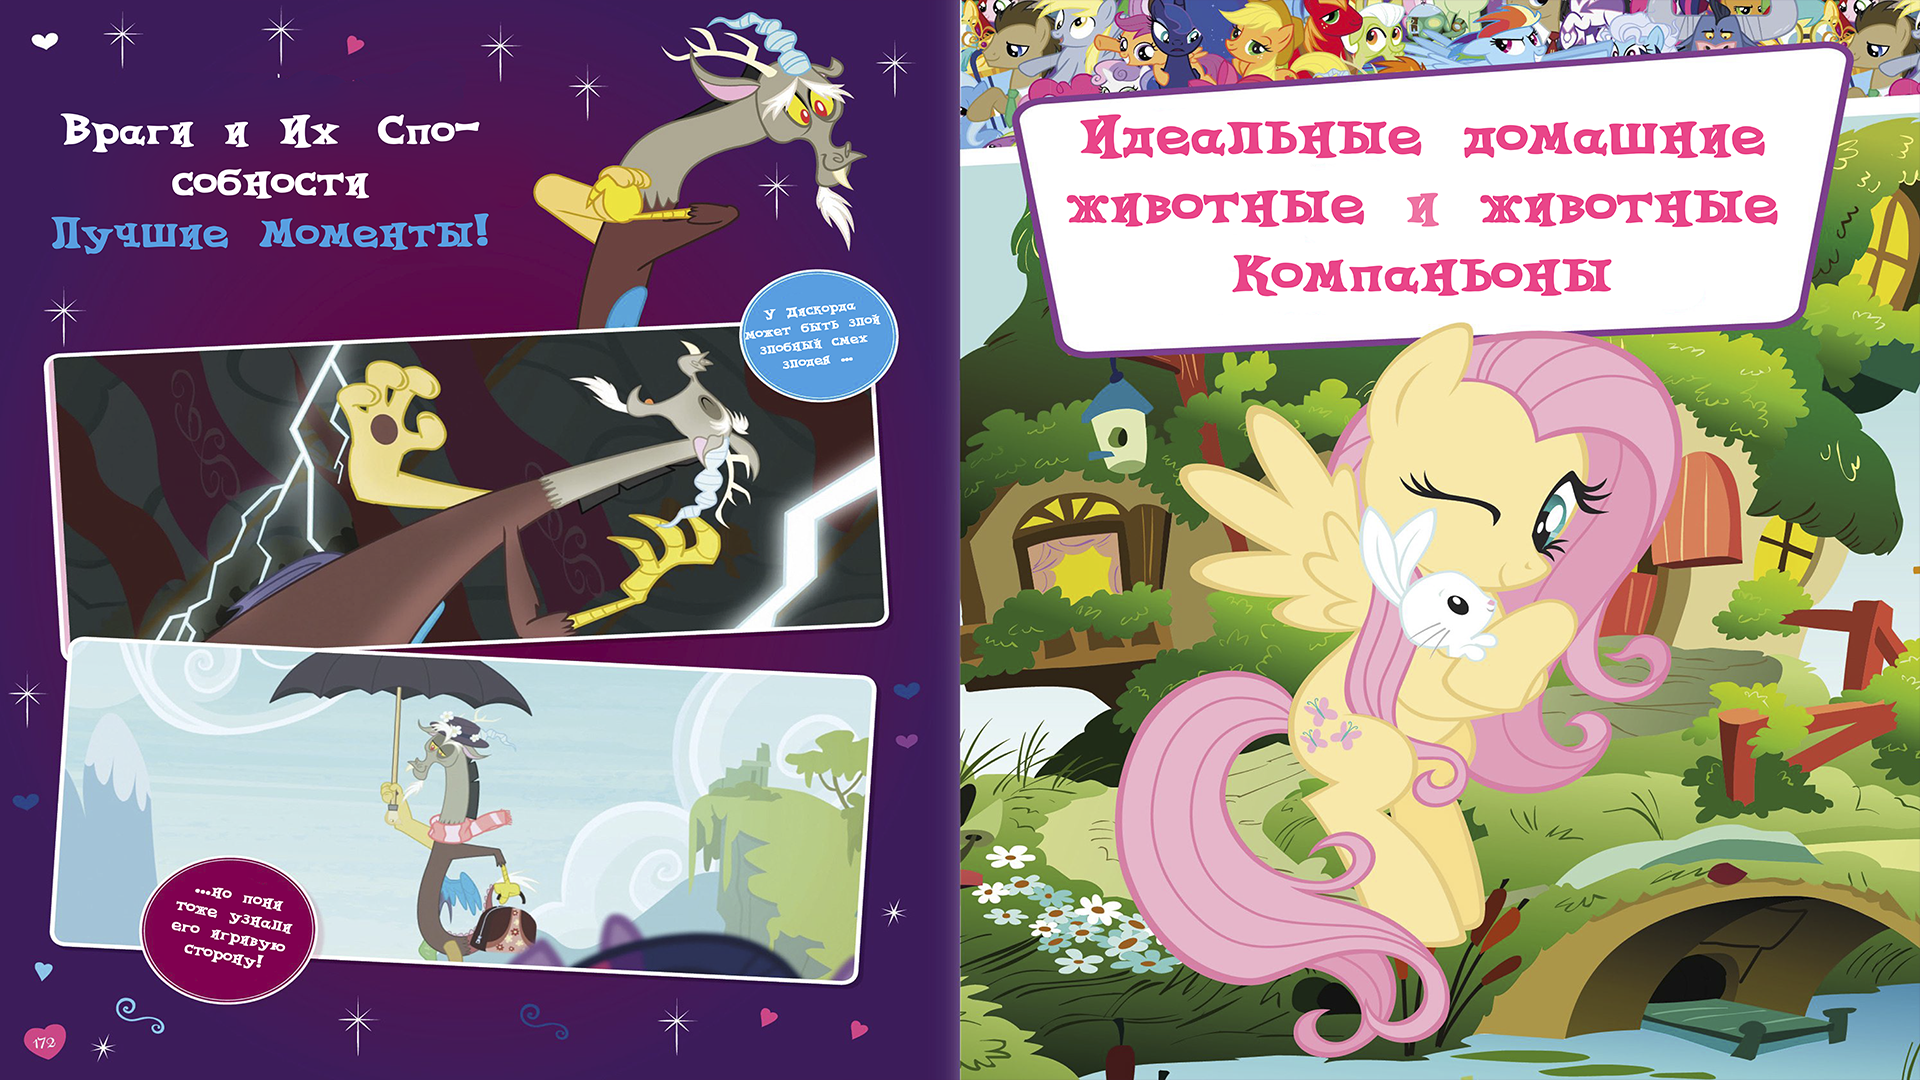 Враги и Их Спо-
собности
Лучшие Моменты!
У Дискорда
может быть злой
злобный смех
злодея ...
...но пони
тоже узнали
его игривую
сторону!
172
Идеальные домашние
животные и животные
Компаньоны